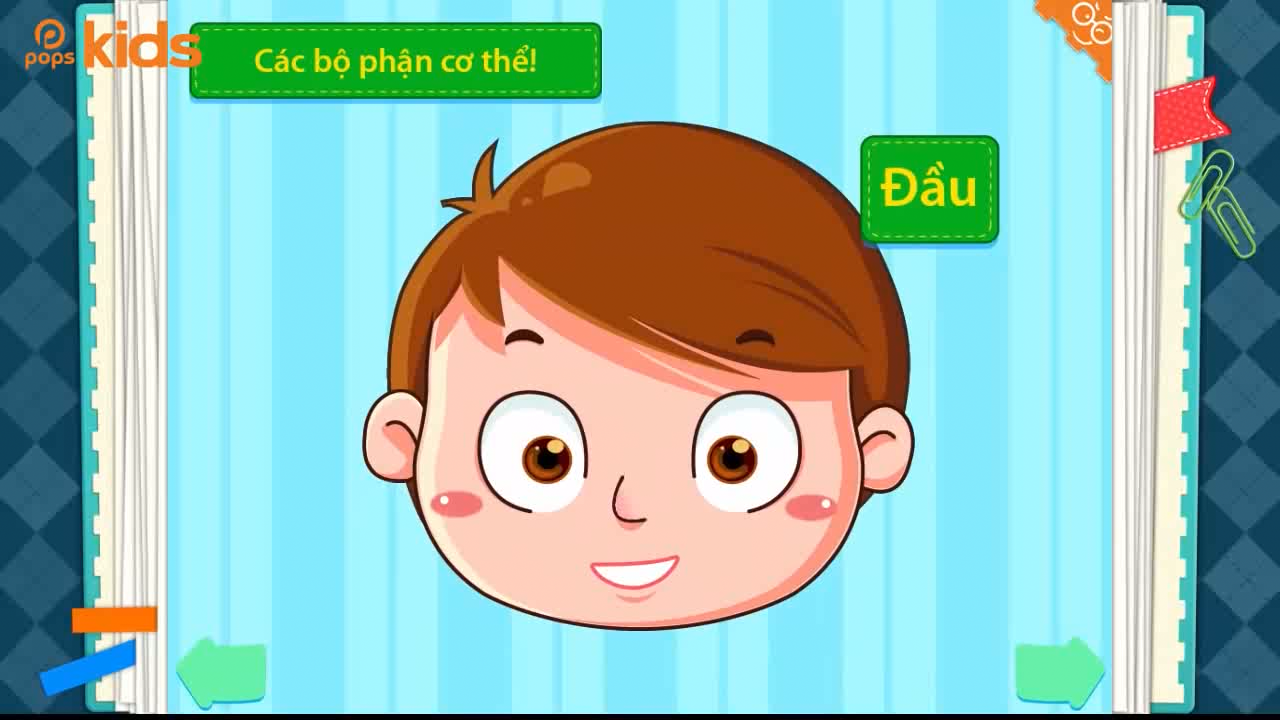 pops kids
Các bộ phận cơ thể!
Đầu